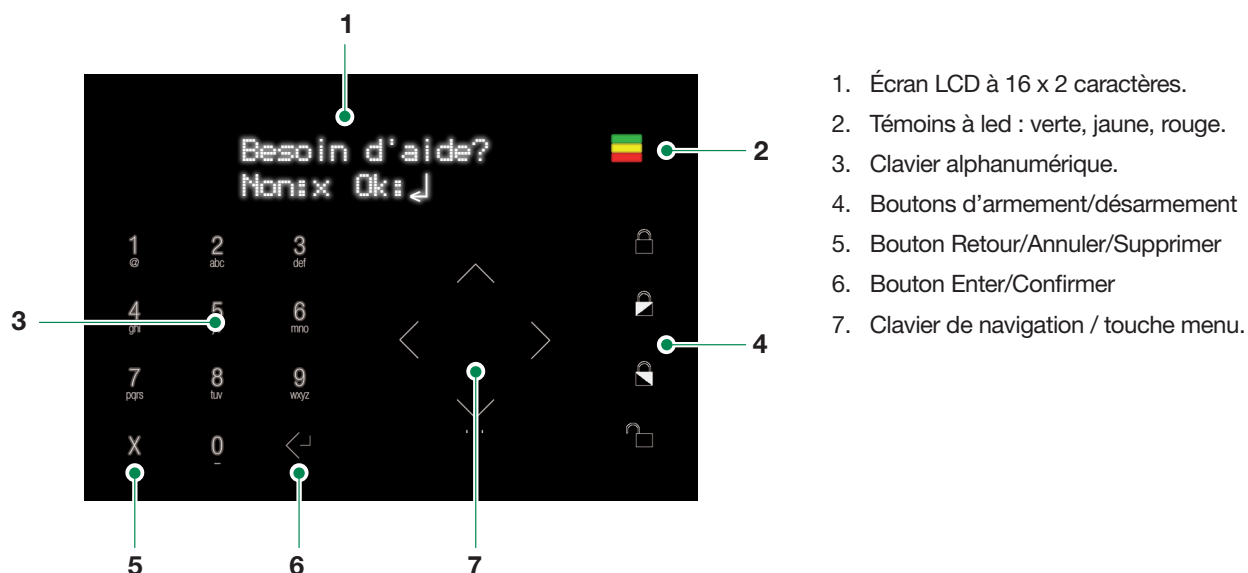 1
Besoin d'aide?
Non:x Ok:↲
2
1 2 3
@ abc def
3
4 5 6
ghi mno
4
7 8 9
pqrs tuv wxyz
X 0
_
5 6 7
1. Écran LCD à 16 x 2 caractères.
2. Témoins à led : verte, jaune, rouge.
3. Clavier alphanumérique.
4. Boutons d’armement/désarmement
5. Bouton Retour/Annuler/Supprimer
6. Bouton Enter/Confirmer
7. Clavier de navigation / touche menu.